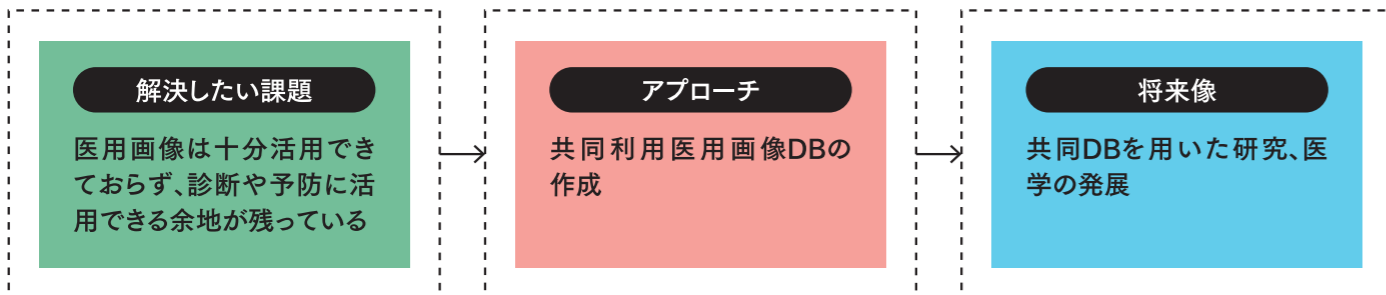 解決したい課題
医用画像は十分活用でき
ておらず、診断や予防に活
用できる余地が残っている
アプローチ
共同利用医用画像DBの
作成
将来像
共同DBを用いた研究、医
学の発展